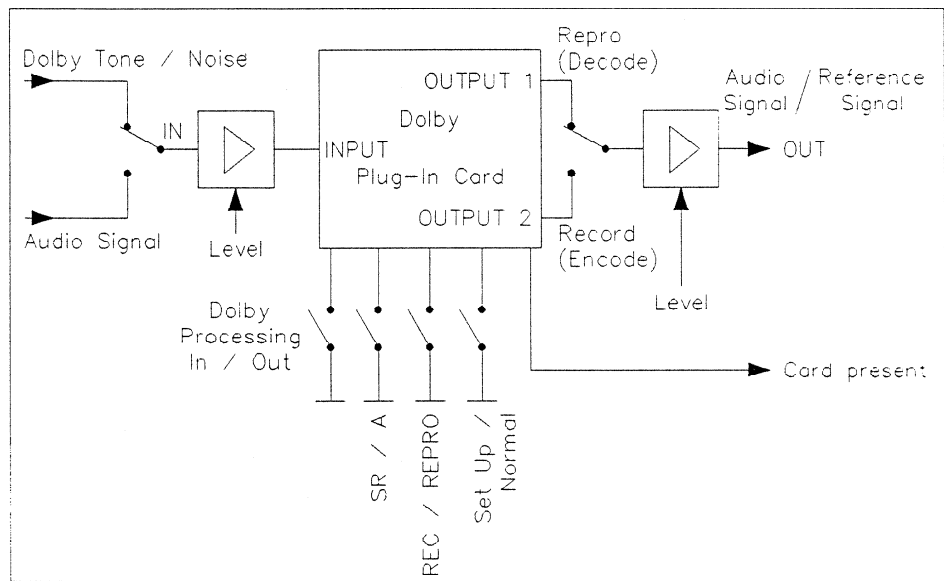 Dolby Tone / Noise
IN
Audio Signal
Level
OUTPUT 1
Dolby
INPUT
Plug-In Card
OUTPUT 2
Repro
(Decode)
Record
(Encode)
Audio Signal / Reference Signal
OUT
Level
Card present
Dolby
Processing
In / Out
SR / A
REC / REPRO
Set Up /
Normal